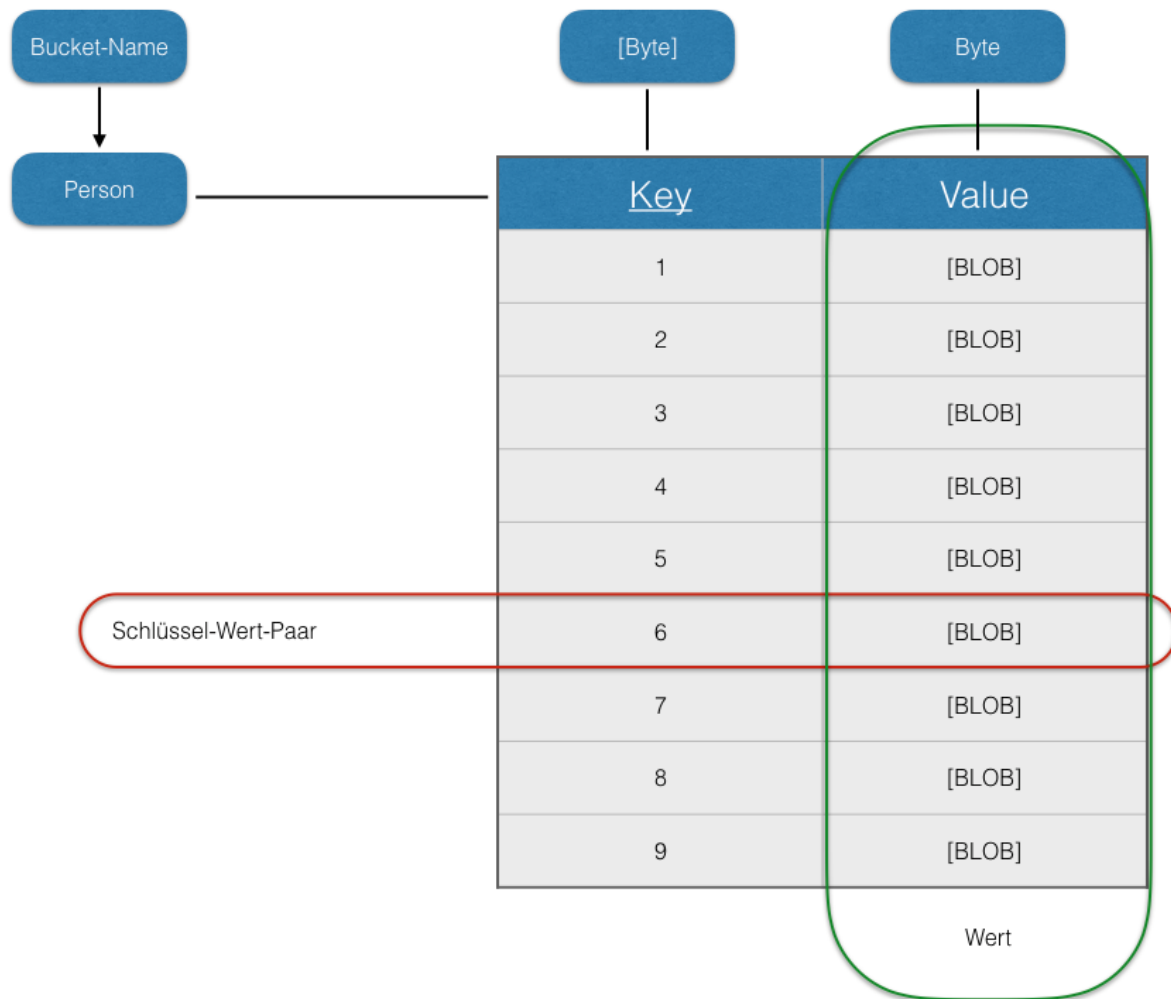 Bucket-Name
[Byte]
Byte
Person
Key
Value
1
[BLOB]
2
[BLOB]
3
[BLOB]
4
[BLOB]
5
[BLOB]
Schlüssel-Wert-Paar
6
[BLOB]
7
[BLOB]
8
[BLOB]
9
[BLOB]
Wert